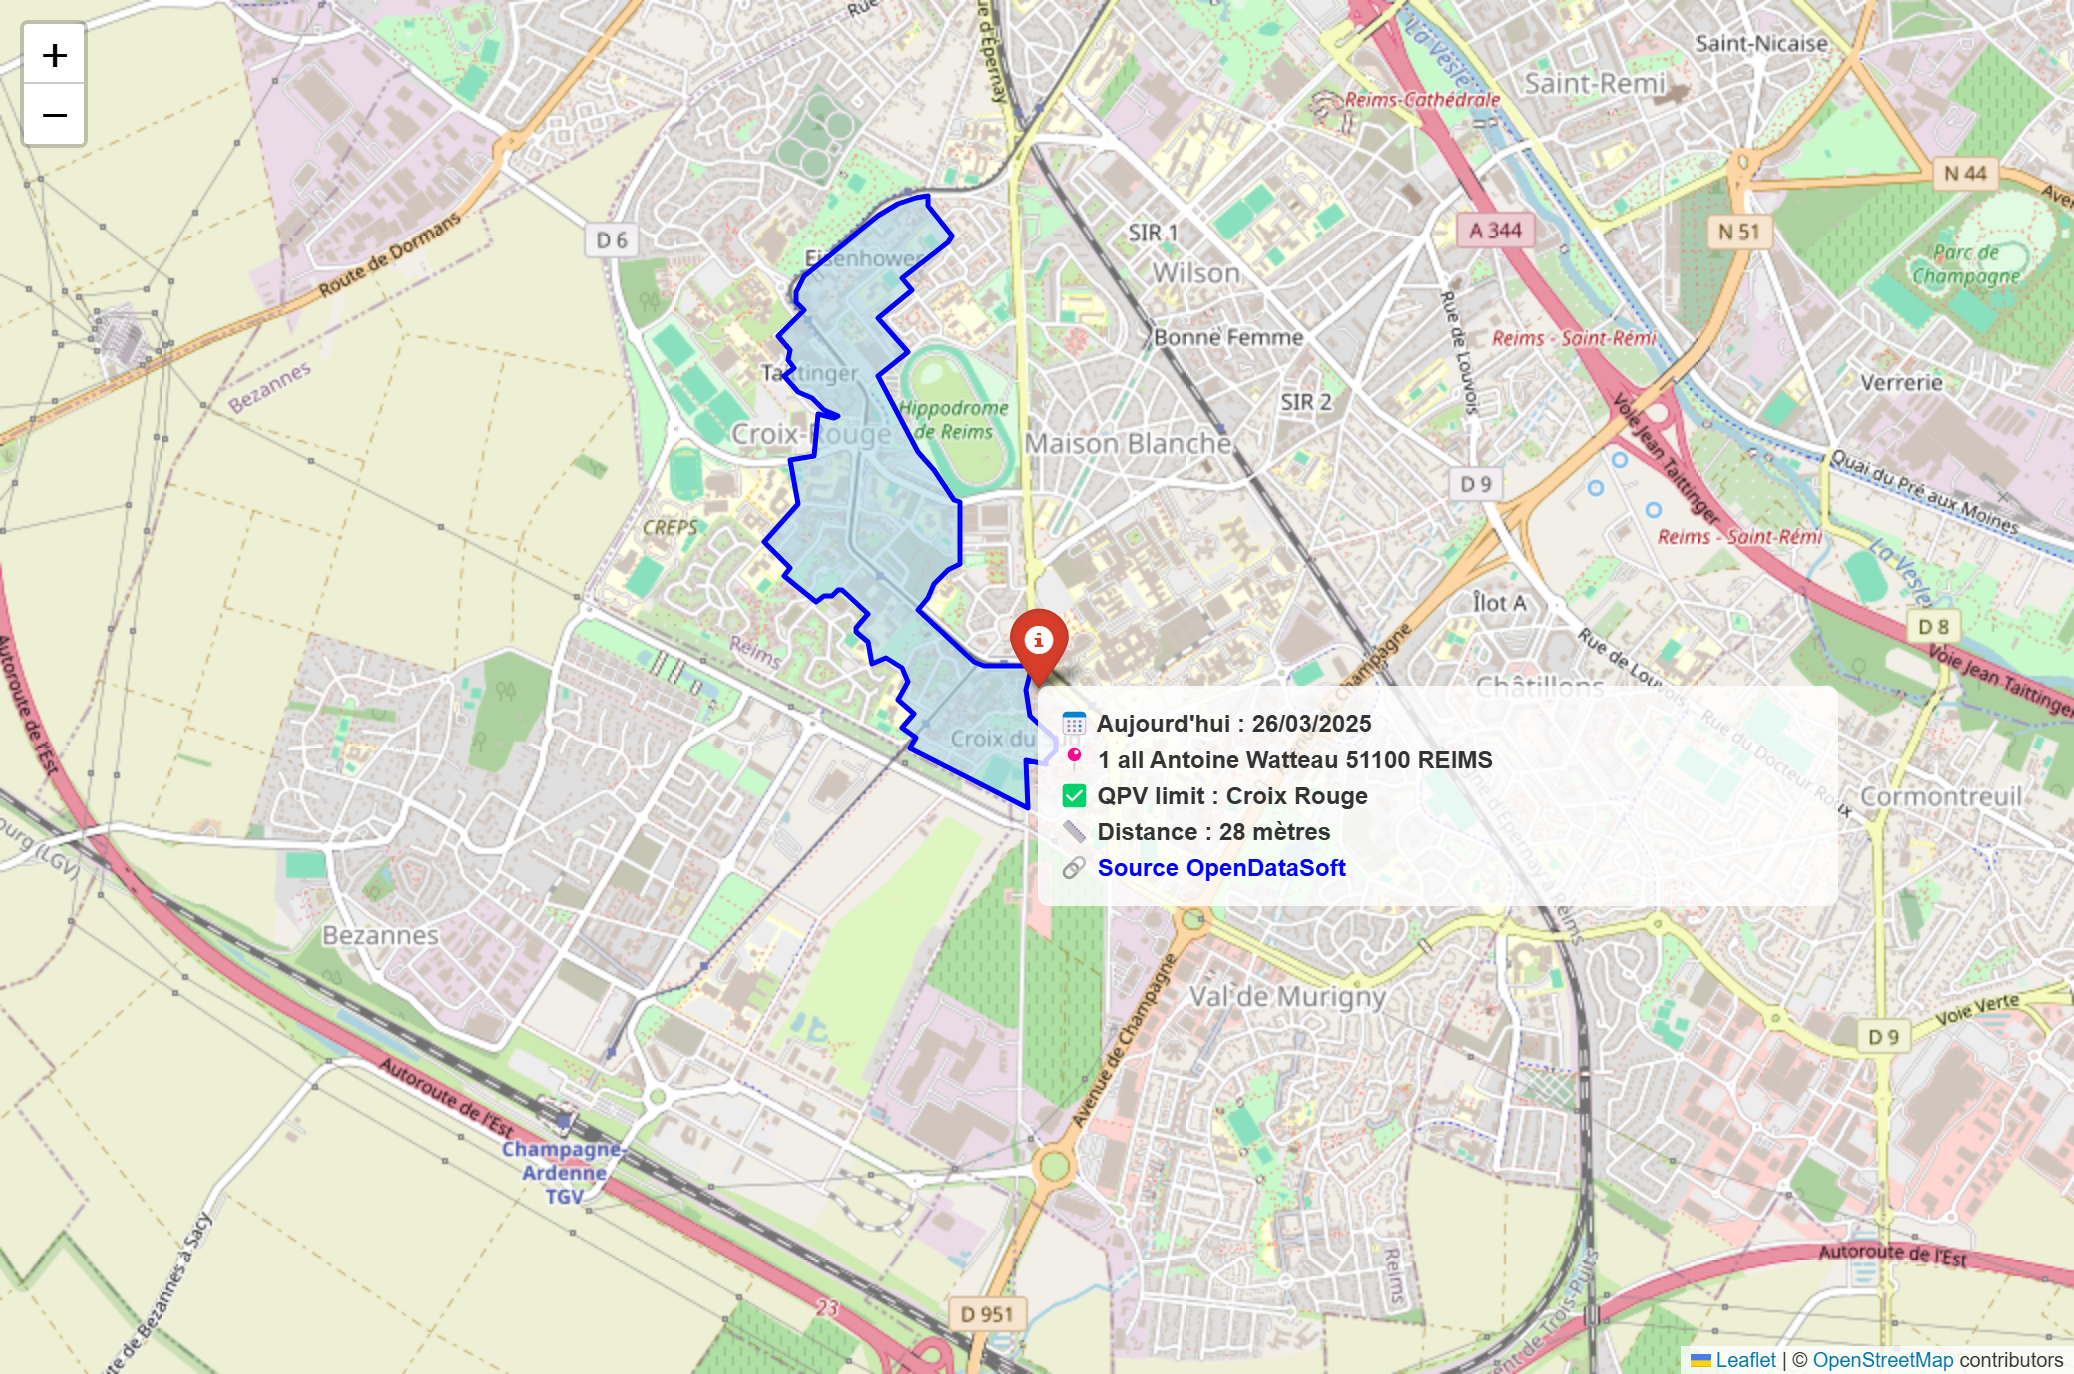 +
−
Rue
ue d'Épernay
La Vesle
Saint-Nicaise
Saint-Remi
Reims-Cathédrale
N 44
Aven
D 6
SIR 1
A 344
N 51
Parc de
Champagne
Route de Dormans
Eisenhower
Wilson
Rue de Louvois
Bonne Femme
Reims - Saint-Rémi
Bezannes
Taittinger
Verrerie
SIR 2
Hippodrome
de Reims
Croix-Rouge
Maison Blanche
Voie Jean Taittinger
Quai du Pré aux Moines
D 9
CREPS
Reims - Saint-Rémi
La Vesle
Îlot A
D 8
Reims
Rue de Louvois
Voie Jean Taittinger
Autoroute de l'Est
Champagne
Châtillons
Rue du Docteur Roux
Croix du
Aujourd'hui : 26/03/2025
1 all Antoine Watteau 51100 REIMS
QPV limit : Croix Rouge
Distance : 28 mètres
Source OpenDataSoft
Cormontreuil
ourg (LGV)
Bezannes
Reims
Val de Murigny
Voie Verte
D 9
Avenue de Champagne
Autoroute de l'Est
Champagne-
Ardenne
TGV
te de Bezannes à Sacy
Autoroute de l'Est
Reims
23
D 951
ent de Trois-Puits
Leaflet | © OpenStreetMap contributors